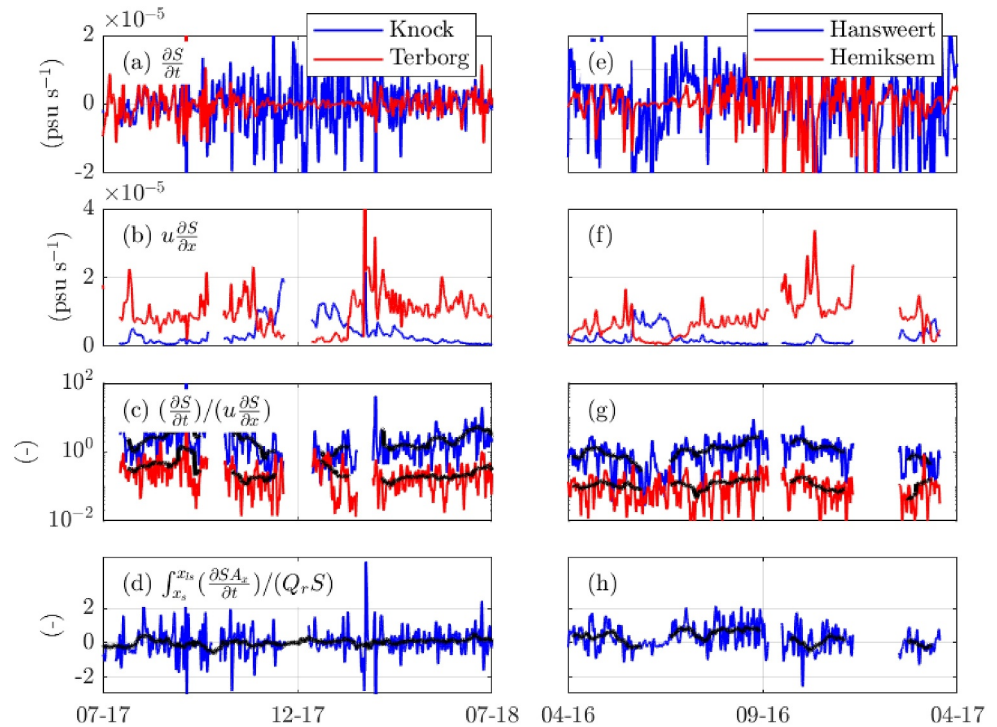 ×10⁻⁵
Knock
Terborg
Hansweert
Hemiksem
(psu s⁻¹)
2
0
-2
(a) ∂S/∂t
(e)
×10⁻⁵
(psu s⁻¹)
4
2
0
(b) u∂S/∂x
(f)
(-)
10²
10⁰
10⁻²
(c) (∂S/∂t)/(u∂S/∂x)
(g)
(-)
2
0
-2
(d) ∫_{x_s}^{x_{ls}}(∂SA_x/∂t)/(Q_rS)
(h)
07-17 12-17 07-18 04-16 09-16 04-17